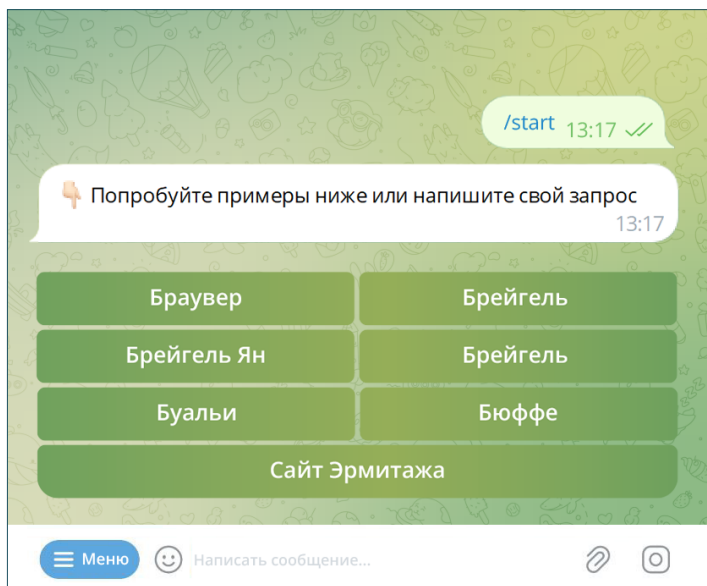 /start 13:17
Попробуйте примеры ниже или напишите свой запрос
13:17
Браувер Брейгель
Брейгель Ян Брейгель
Буальи Бюффе
Сайт Эрмитажа
Меню Написать сообщение...